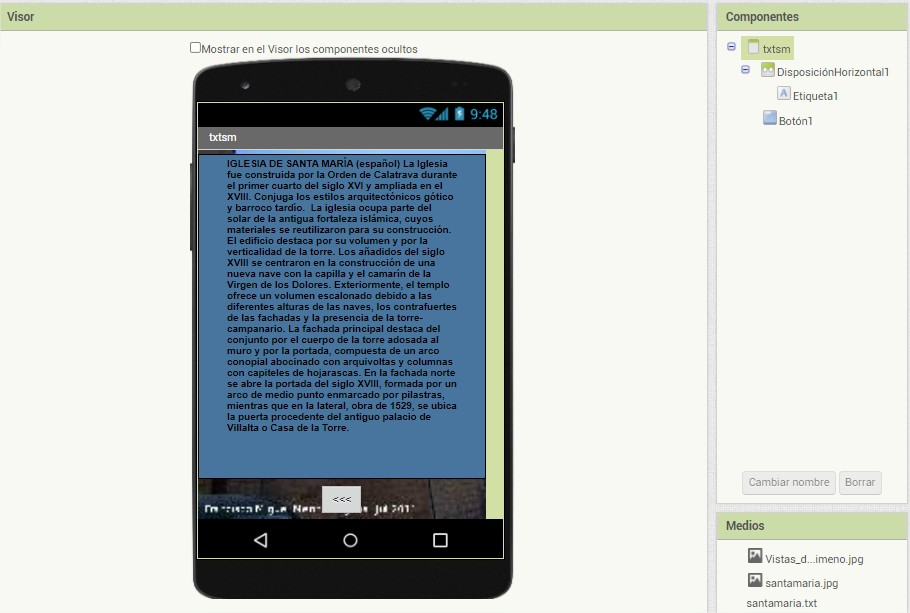 Visor
Mostrar en el Visor los componentes ocultos
9:48
txtsm
IGLESIA DE SANTA MARÍA (español) La Iglesia
fue construida por la Orden de Calatrava durante
el primer cuarto del siglo XVI y ampliada en el
XVIII. Conjuga los estilos arquitectónicos gótico
y barroco tardío. La iglesia ocupa parte del
solar de la antigua fortaleza islámica, cuyos
materiales se reutilizaron para su construcción.
El edificio destaca por su volumen y por la
verticalidad de la torre. Los añadidos del siglo
XVIII se centraron en la construcción de una
nueva nave con la capilla y el camarín de la
Virgen de los Dolores. Exteriormente, el templo
ofrece un volumen escalonado debido a las
diferentes alturas de las naves, los contrafuertes
de las fachadas y la presencia de la torre-
campanario. La fachada principal destaca del
conjunto por el cuerpo de la torre adosada al
muro y por la portada, compuesta de un arco
conopial abocinado con arquivoltas y columnas
con capiteles de hojarascas. En la fachada norte
se abre la portada del siglo XVIII, formada por un
arco de medio punto enmarcado por pilastras,
mientras que en la lateral, obra de 1529, se ubica
la puerta procedente del antiguo palacio de
Villalta o Casa de la Torre.
<<<
Francisco Miguel Jul
Componentes
txtsm
DisposiciónHorizontal1
Etiqueta1
Botón1
Cambiar nombre
Borrar
Medios
Vistas_d...imeno.jpg
santamaria.jpg
santamaria.txt